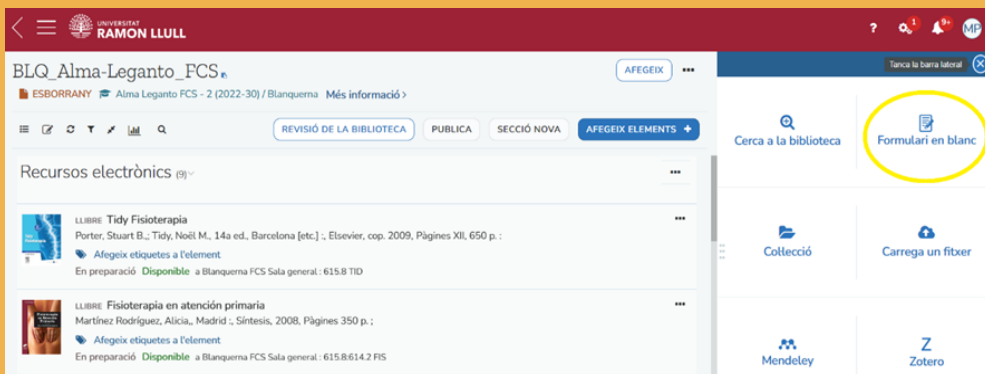 UNIVERSITAT
RAMON LLULL
?
1
9+
MP
BLQ_Alma-Leganto_FCS
AFEGEIX
Tanca la barra lateral
ESBORRANY Alma Leganto FCS - 2 (2022-30) / Blanquerna Més informació >
REVISIÓ DE LA BIBLIOTECA
PUBLICA
SECCIÓ NOVA
AFEGEIX ELEMENTS +
Cerca a la biblioteca
Formulari en blanc
Recursos electrònics (9)
LLIBRE Tidy Fisioterapia
Porter, Stuart B.,; Tidy, Noël M., 14a ed., Barcelona [etc.] :, Elsevier, cop. 2009, Pàgines XII, 650 p. :
Afegeix etiquetes a l'element
En preparació Disponible a Blanquerna FCS Sala general : 615.8 TID
Col·lecció
Carrega un fitxer
LLIBRE Fisioterapia en atención primaria
Martínez Rodríguez, Alicia,, Madrid :, Síntesis, 2008, Pàgines 350 p. ;
Afegeix etiquetes a l'element
En preparació Disponible a Blanquerna FCS Sala general : 615.8:614.2 FIS
Mendeley
Z
Zotero